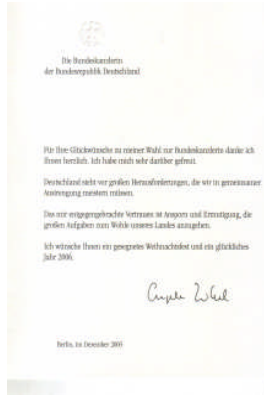 Die Bundeskanzlerin
der Bundesrepublik Deutschland
Für Ihre Glückwünsche zu meiner Wahl zur Bundeskanzlerin danke ich
Ihnen herzlich. Ich habe mich sehr darüber gefreut.
Deutschland steht vor großen Herausforderungen, die wir in gemeinsamer
Anstrengung meistern müssen.
Das mir entgegengebrachte Vertrauen ist Ansporn und Ermutigung, die
großen Aufgaben zum Wohle unseres Landes anzugehen.
Ich wünsche Ihnen ein gesegnetes Weihnachtsfest und ein glückliches
Jahr 2006.
Berlin, im Dezember 2005